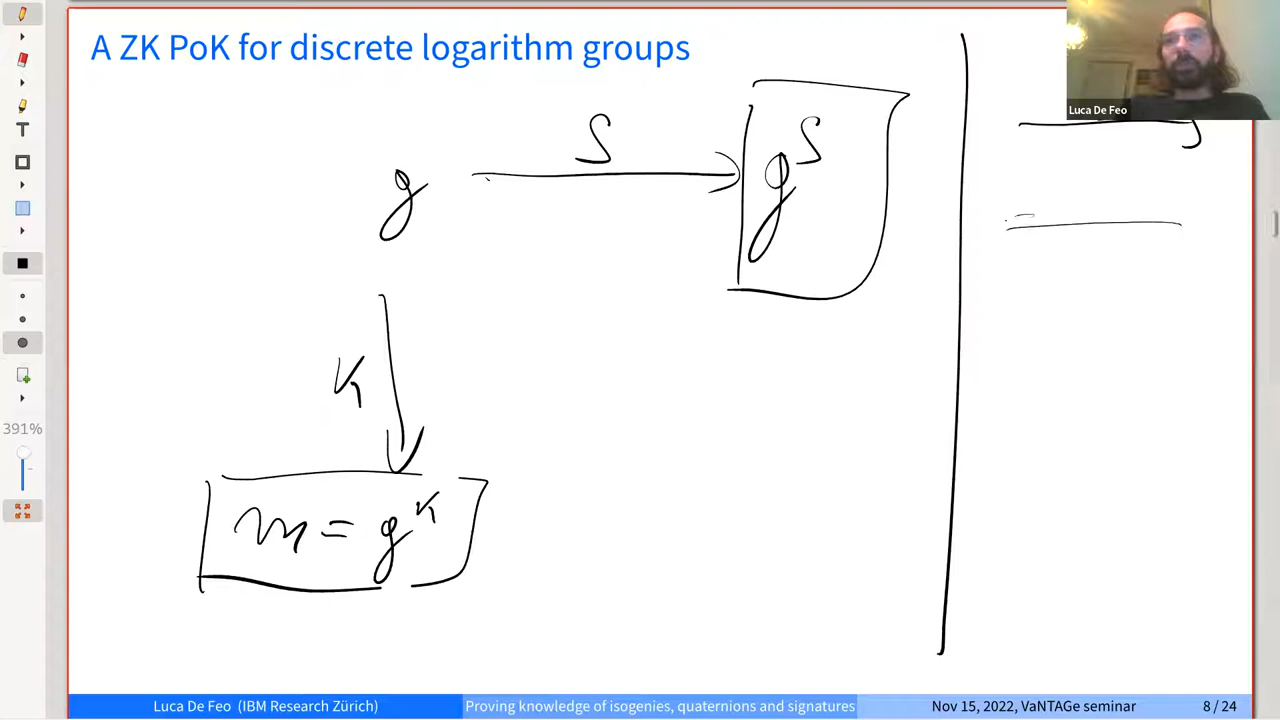 A ZK PoK for discrete logarithm groups
Luca De Feo
S
g
g^S
K
m = g^K
T
391%
Luca De Feo (IBM Research Zürich)
Proving knowledge of isogenies, quaternions and signatures
Nov 15, 2022, VaNTAGe seminar
8 / 24